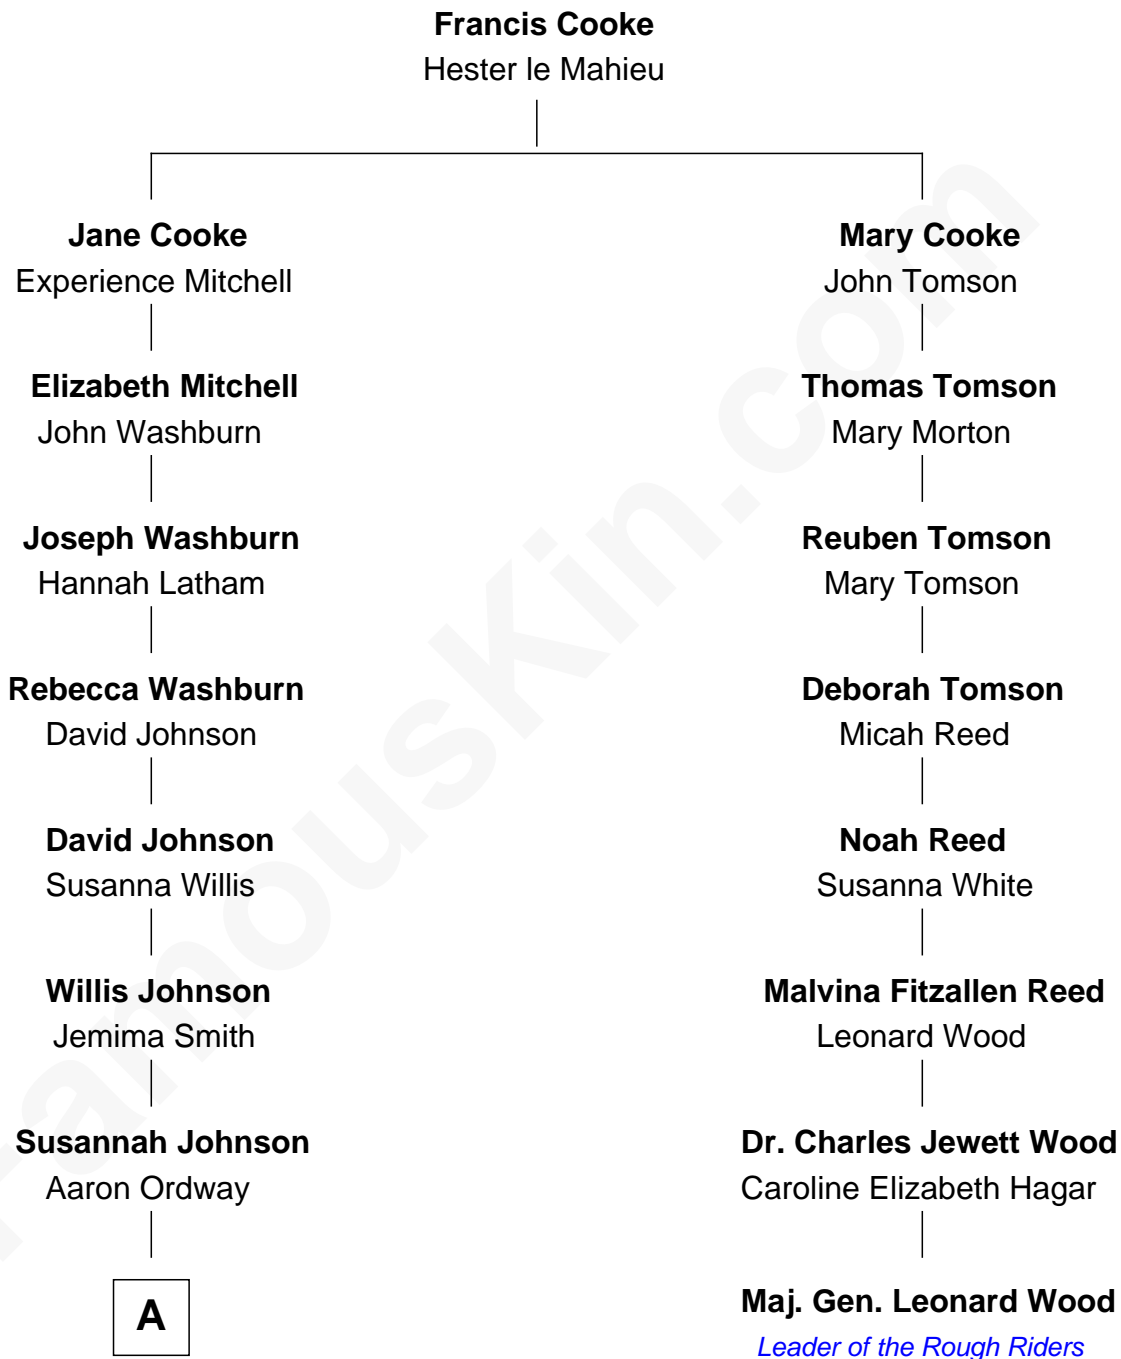 Francis Cooke
Hester le Mahieu
Jane Cooke
Experience Mitchell
Mary Cooke
John Tomson
Elizabeth Mitchell
John Washburn
Thomas Tomson
Mary Morton
Joseph Washburn
Hannah Latham
Reuben Tomson
Mary Tomson
Rebecca Washburn
David Johnson
Deborah Tomson
Micah Reed
David Johnson
Susanna Willis
Noah Reed
Susanna White
Willis Johnson
Jemima Smith
Malvina Fitzallen Reed
Leonard Wood
Susannah Johnson
Aaron Ordway
Dr. Charles Jewett Wood
Caroline Elizabeth Hagar
A
Maj. Gen. Leonard Wood
Leader of the Rough Riders
FamousKin.com